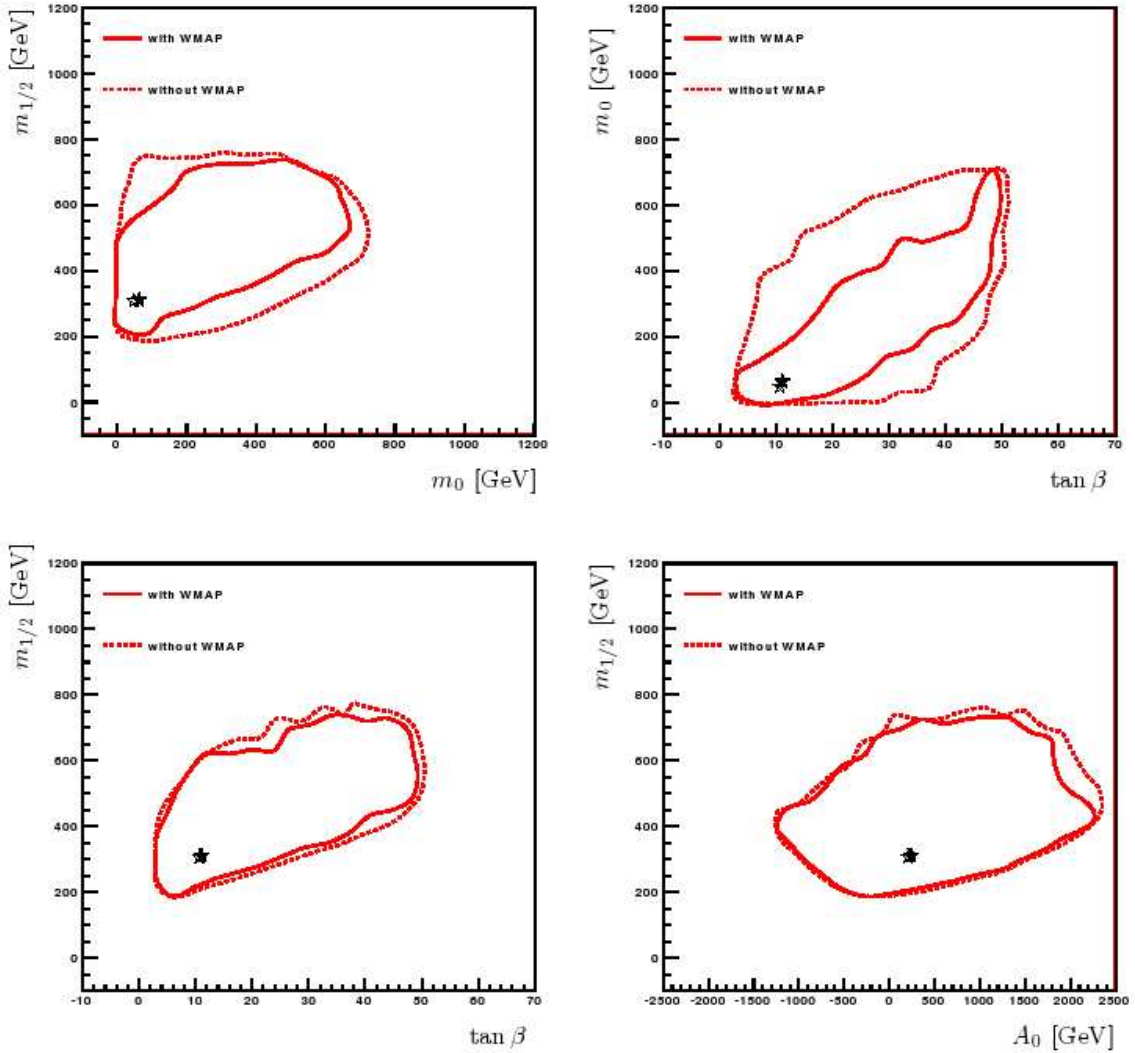 m_{1/2} [GeV]
with WMAP
without WMAP
1200
1000
800
600
400
200
0
0 200 400 600 800 1000 1200
m_0 [GeV]
m_0 [GeV]
with WMAP
without WMAP
1200
1000
800
600
400
200
0
-10 0 10 20 30 40 50 60 70
tan β
m_{1/2} [GeV]
with WMAP
without WMAP
1200
1000
800
600
400
200
0
-10 0 10 20 30 40 50 60 70
tan β
m_{1/2} [GeV]
with WMAP
without WMAP
1200
1000
800
600
400
200
0
-2500 -2000 -1500 -1000 -500 0 500 1000 1500 2000 2500
A_0 [GeV]